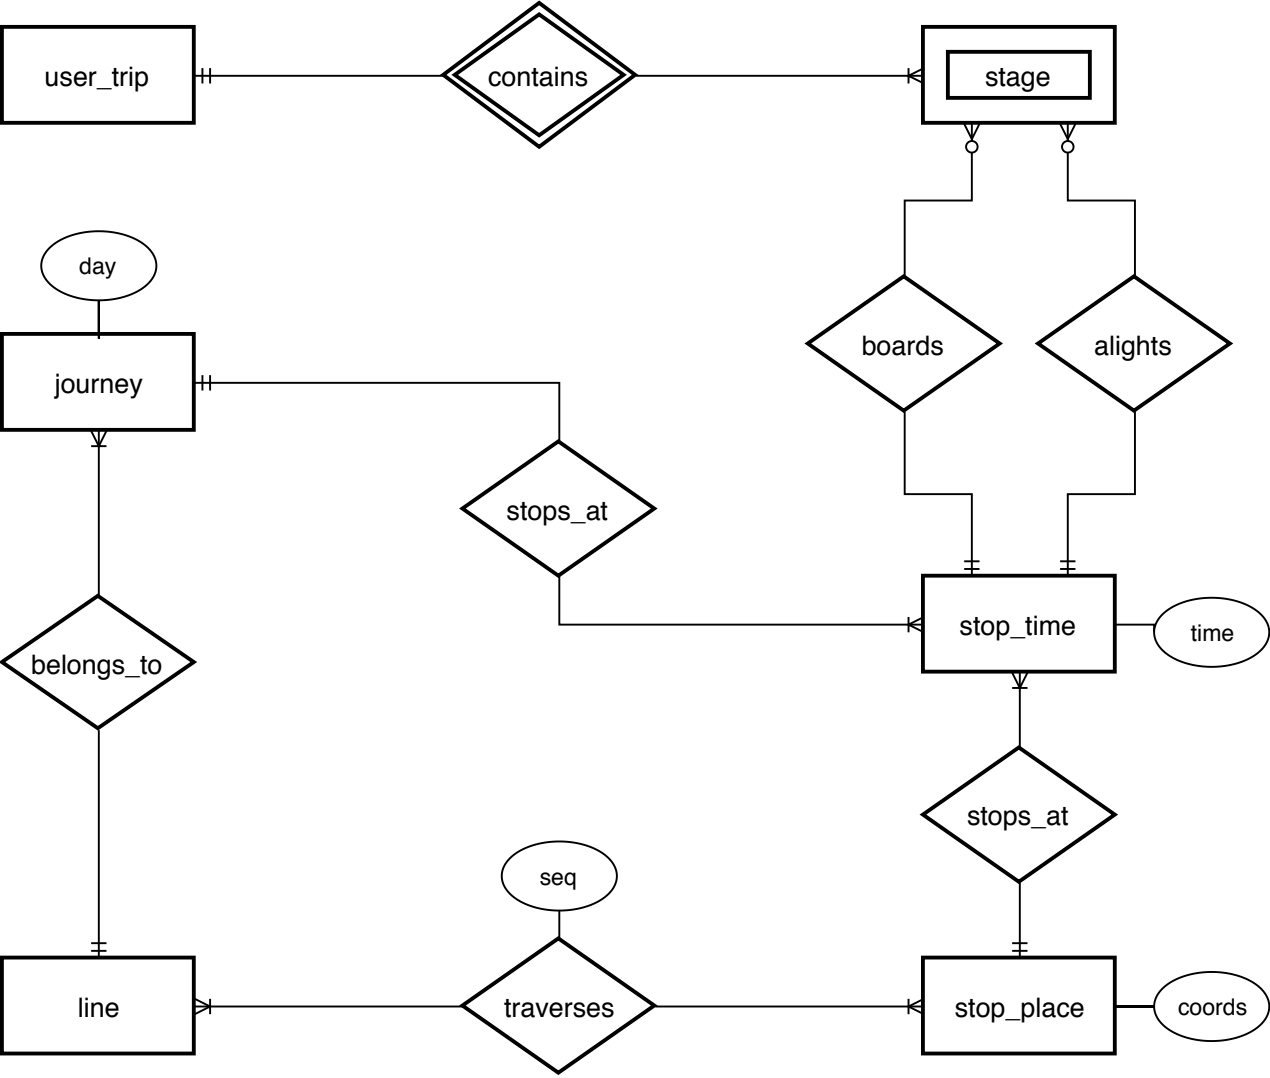 user_trip
contains
stage
day
journey
boards
alights
stops_at
stop_time
time
belongs_to
stops_at
seq
line
traverses
stop_place
coords